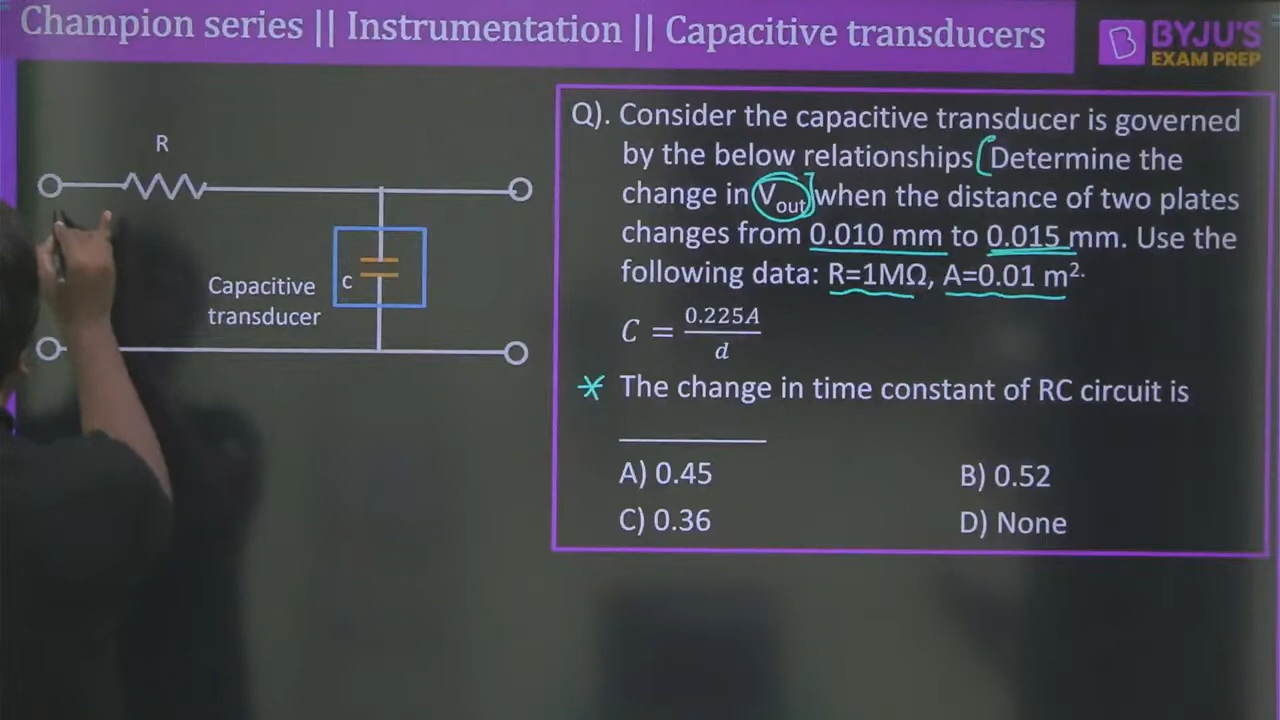 Champion series || Instrumentation || Capacitive transducers
BYJU'S
EXAM PREP
R
Capacitive
transducer
C
Q). Consider the capacitive transducer is governed
by the below relationships Determine the
change in Vout when the distance of two plates
changes from 0.010 mm to 0.015 mm. Use the
following data: R=1MΩ, A=0.01 m².
C = 0.225A
d
* The change in time constant of RC circuit is
A) 0.45
B) 0.52
C) 0.36
D) None